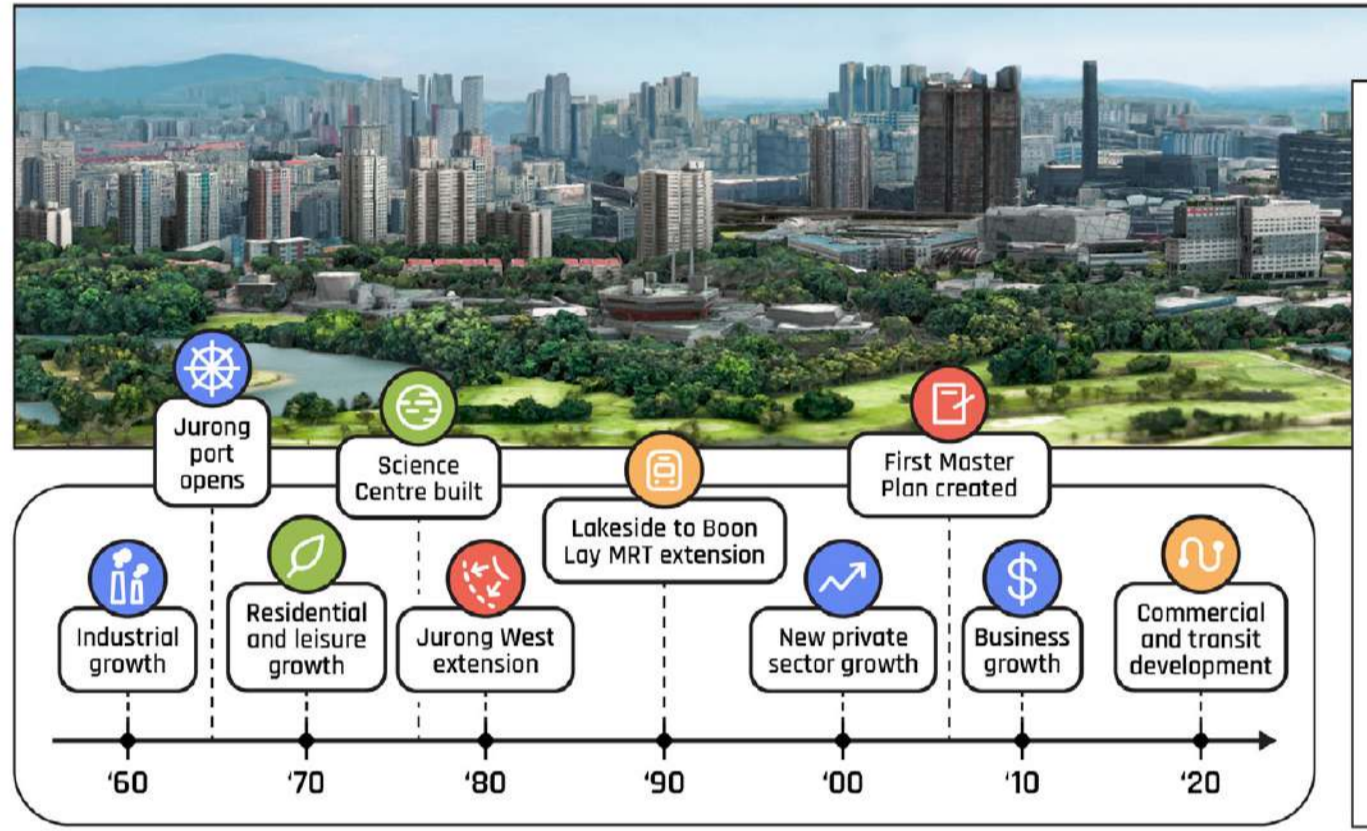 Jurong
port
opens
Science
Centre built
Lakeside to Boon
Lay MRT extension
First Master
Plan created
Industrial
growth
Residential
and leisure
growth
Jurong West
extension
New private
sector growth
Business
growth
Commercial
and transit
development
‘60
‘70
‘80
‘90
‘00
‘10
‘20